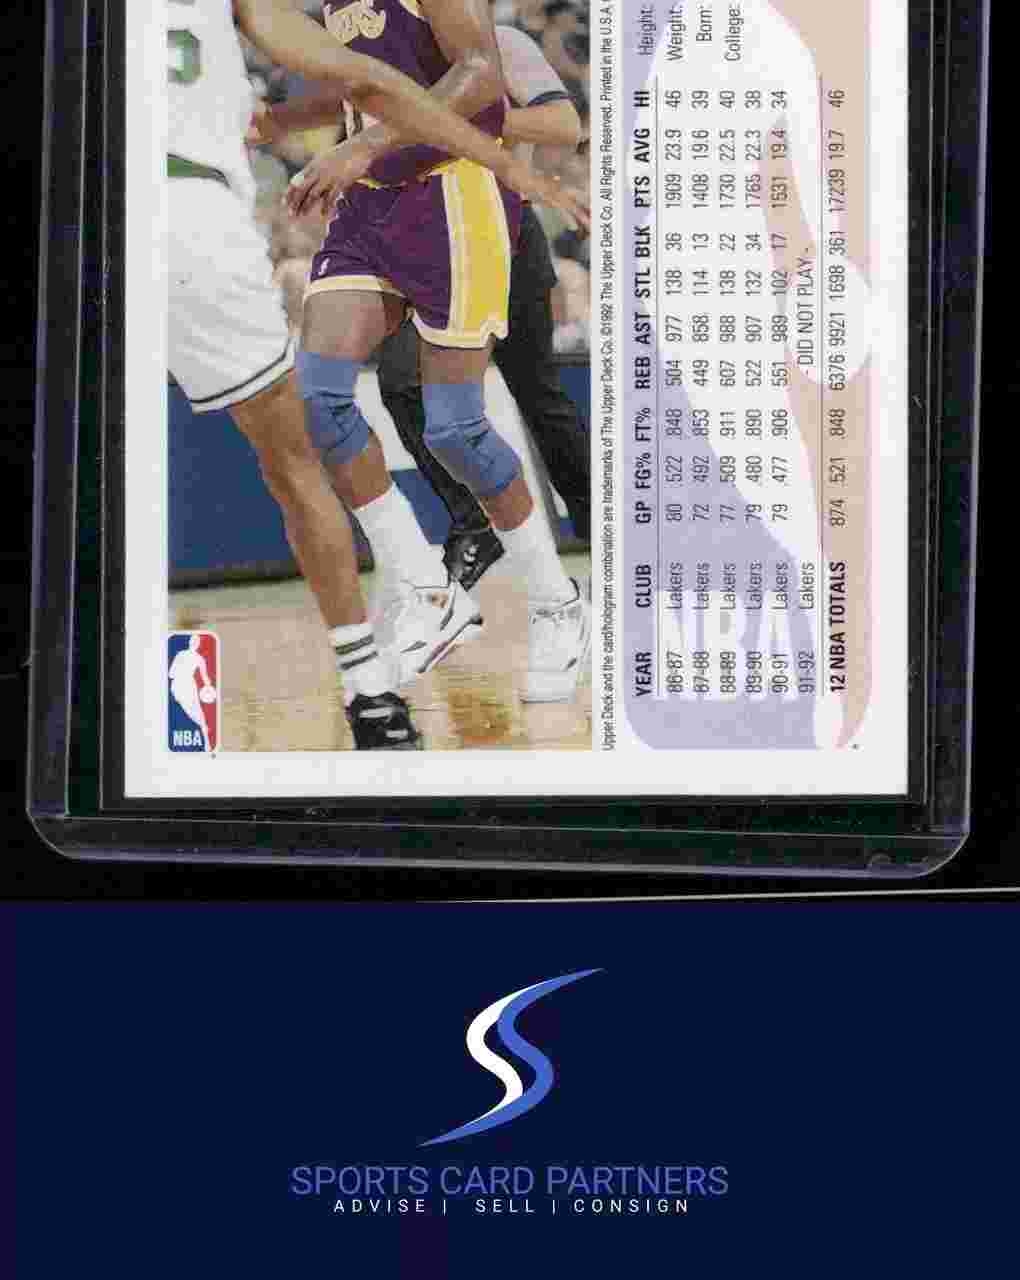 Height:
Weight:
Born:
College:
Upper Deck and the card/hologram combination are trademarks of The Upper Deck Co. ©1992 The Upper Deck Co. All Rights Reserved. Printed in the U.S.A.
YEAR CLUB GP FG% FT% REB AST STL BLK PTS AVG HI
86-87 Lakers 80 .522 .848 504 977 138 36 1909 23.9 46
87-88 Lakers 72 .492 .853 449 858 114 13 1408 19.6 39
88-89 Lakers 77 .509 .911 607 988 138 22 1730 22.5 40
89-90 Lakers 79 .480 .890 522 907 132 34 1765 22.3 38
90-91 Lakers 79 .477 .906 551 989 102 17 1531 19.4 34
91-92 Lakers - DID NOT PLAY -
12 NBA TOTALS 874 .521 .848 6376 9921 1698 361 17239 19.7 46
NBA
NBA
SPORTS CARD PARTNERS
ADVISE | SELL | CONSIGN